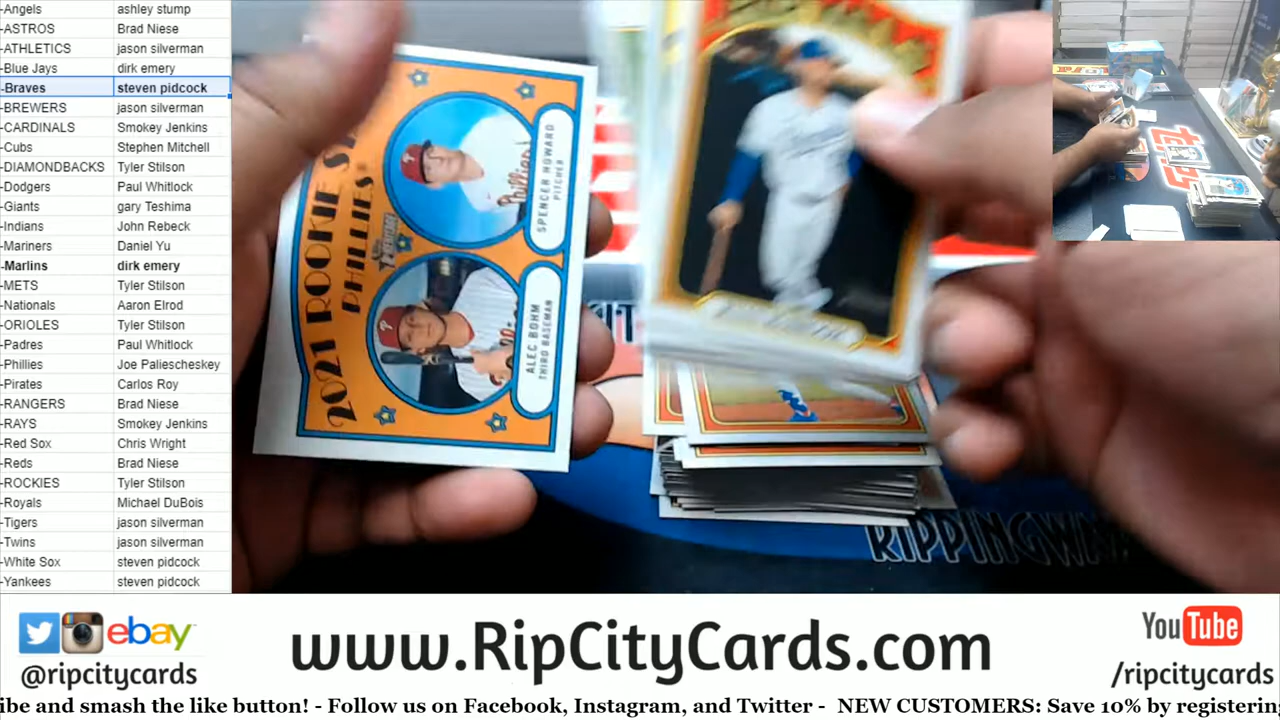 -Angels ashley stump
-ASTROS Brad Niese
-ATHLETICS jason silverman
-Blue Jays dirk emery
-Braves steven pidcock
-BREWERS jason silverman
-CARDINALS Smokey Jenkins
-Cubs Stephen Mitchell
-DIAMONDBACKS Tyler Stilson
-Dodgers Paul Whitlock
-Giants gary Teshima
-Indians John Rebeck
-Mariners Daniel Yu
-Marlins dirk emery
-METS Tyler Stilson
-Nationals Aaron Elrod
-ORIOLES Tyler Stilson
-Padres Paul Whitlock
-Phillies Joe Paliescheskey
-Pirates Carlos Roy
-RANGERS Brad Niese
-RAYS Smokey Jenkins
-Red Sox Chris Wright
-Reds Brad Niese
-ROCKIES Tyler Stilson
-Royals Michael DuBois
-Tigers jason silverman
-Twins jason silverman
-White Sox steven pidcock
-Yankees steven pidcock
2021 ROOKIE ST
PHILLIES
HERITAGE
SPENCER HOWARD
PITCHER
ALEC BOHM
THIRD BASEMAN
Phillies
RIPPINGWA
ebay
@ripcitycards
www.RipCityCards.com
YouTube
/ripcitycards
ibe and smash the like button! - Follow us on Facebook, Instagram, and Twitter - NEW CUSTOMERS: Save 10% by registering